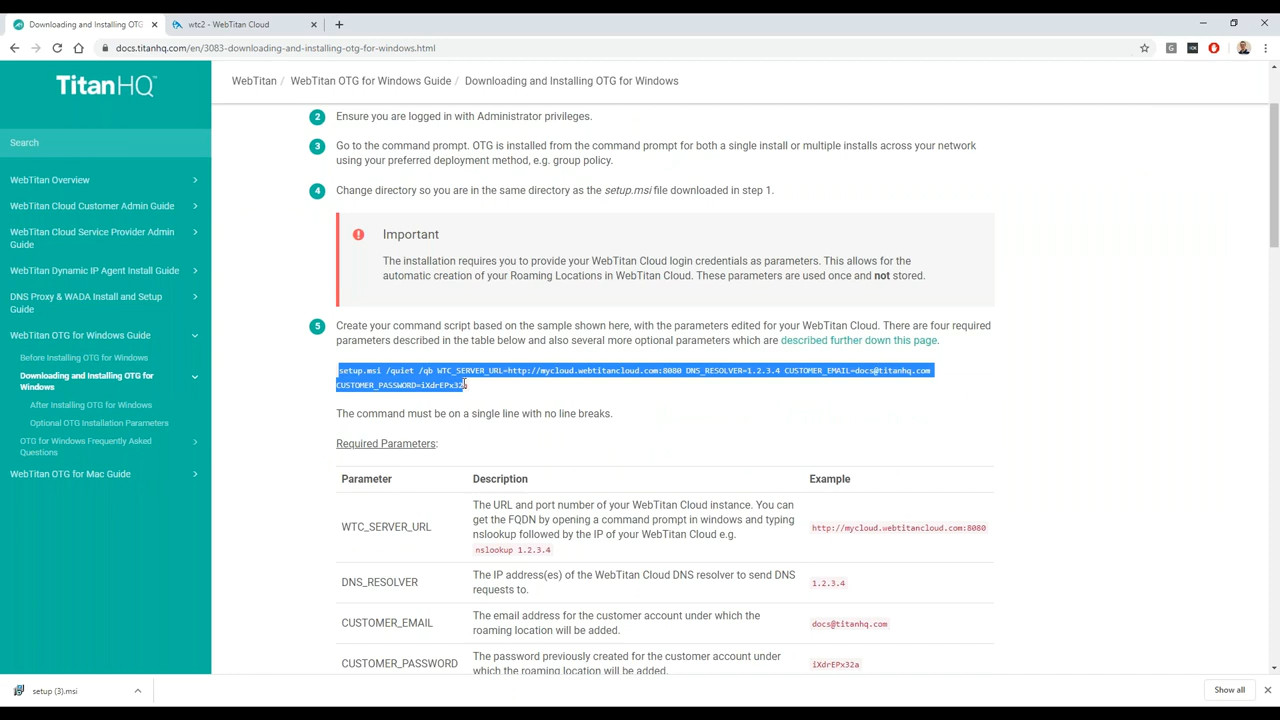 Downloading and Installing OTG
wtc2 - WebTitan Cloud
docs.titanhq.com/en/3083-downloading-and-installing-otg-for-windows.html
TitanHQ
Search
WebTitan Overview
WebTitan Cloud Customer Admin Guide
WebTitan Cloud Service Provider Admin
Guide
WebTitan Dynamic IP Agent Install Guide
DNS Proxy & WADA Install and Setup
Guide
WebTitan OTG for Windows Guide
Before Installing OTG for Windows
Downloading and Installing OTG for
Windows
After Installing OTG for Windows
Optional OTG Installation Parameters
OTG for Windows Frequently Asked
Questions
WebTitan OTG for Mac Guide
WebTitan / WebTitan OTG for Windows Guide / Downloading and Installing OTG for Windows
2 Ensure you are logged in with Administrator privileges.
3 Go to the command prompt. OTG is installed from the command prompt for both a single install or multiple installs across your network
using your preferred deployment method, e.g. group policy.
4 Change directory so you are in the same directory as the setup.msi file downloaded in step 1.
Important
The installation requires you to provide your WebTitan Cloud login credentials as parameters. This allows for the
automatic creation of your Roaming Locations in WebTitan Cloud. These parameters are used once and not stored.
5 Create your command script based on the sample shown here, with the parameters edited for your WebTitan Cloud. There are four required
parameters described in the table below and also several more optional parameters which are described further down this page.
setup.msi /quiet /qb WTC_SERVER_URL=http://mycloud.webtitancloud.com:8080 DNS_RESOLVER=1.2.3.4 CUSTOMER_EMAIL=docs@titanhq.com
CUSTOMER_PASSWORD=iXdrEPx32a
The command must be on a single line with no line breaks.
Required Parameters:
Parameter Description Example
WTC_SERVER_URL The URL and port number of your WebTitan Cloud instance. You can
get the FQDN by opening a command prompt in windows and typing
nslookup followed by the IP of your WebTitan Cloud e.g.
nslookup 1.2.3.4
http://mycloud.webtitancloud.com:8080
DNS_RESOLVER The IP address(es) of the WebTitan Cloud DNS resolver to send DNS
requests to.
1.2.3.4
CUSTOMER_EMAIL The email address for the customer account under which the
roaming location will be added.
docs@titanhq.com
CUSTOMER_PASSWORD The password previously created for the customer account under
which the roaming location will be added.
iXdrEPx32a
setup (3).msi
Show all